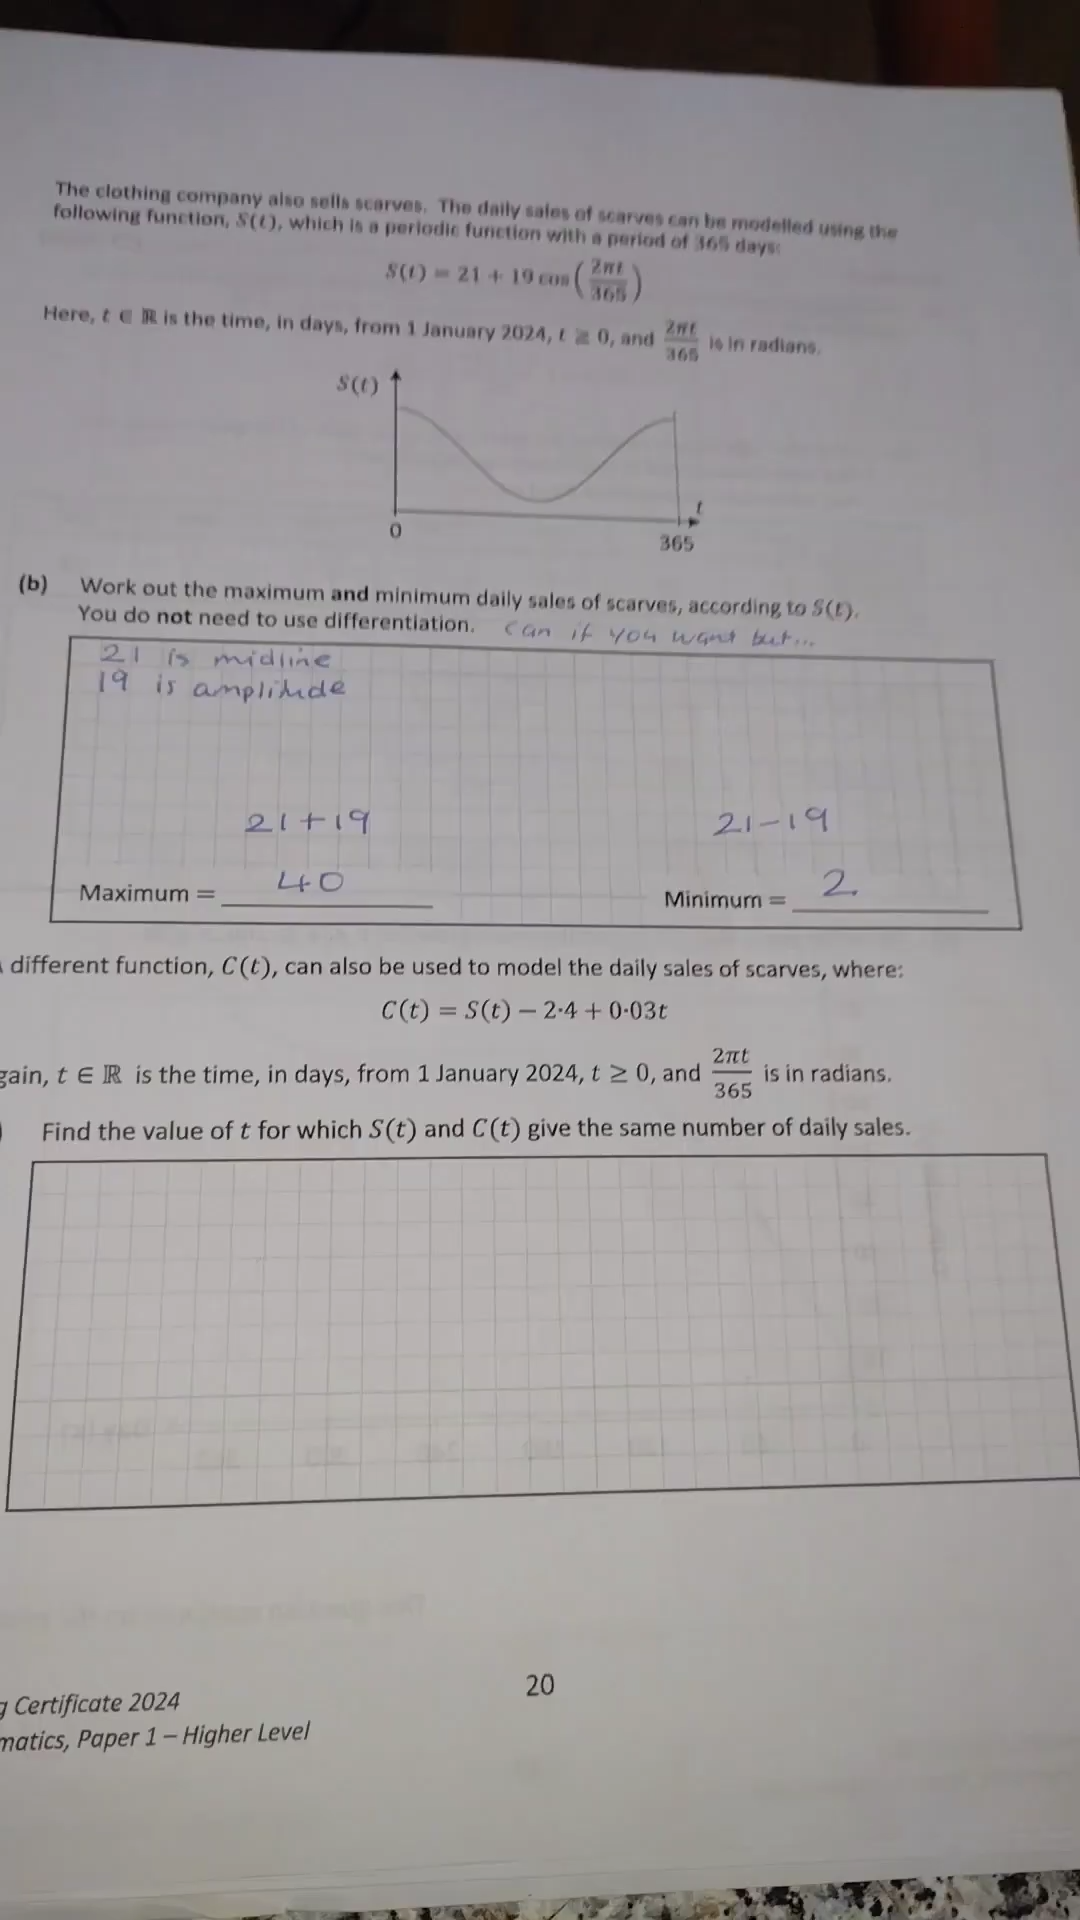 The clothing company also sells scarves. The daily sales of scarves can be modelled using the
following function, S(t), which is a periodic function with a period of 365 days:
S(t) = 21 + 19 cos(2πt/365)
Here, t ∈ ℝ is the time, in days, from 1 January 2024, t ≥ 0, and 2πt/365 is in radians.
S(t)
t
0
365
(b) Work out the maximum and minimum daily sales of scarves, according to S(t).
You do not need to use differentiation. can if you want but...
21 is midline
19 is amplitude
21+19 21-19
Maximum = 40 Minimum = 2
different function, C(t), can also be used to model the daily sales of scarves, where:
C(t) = S(t) − 2·4 + 0·03t
gain, t ∈ ℝ is the time, in days, from 1 January 2024, t ≥ 0, and 2πt/365 is in radians.
) Find the value of t for which S(t) and C(t) give the same number of daily sales.
20
g Certificate 2024
matics, Paper 1 – Higher Level